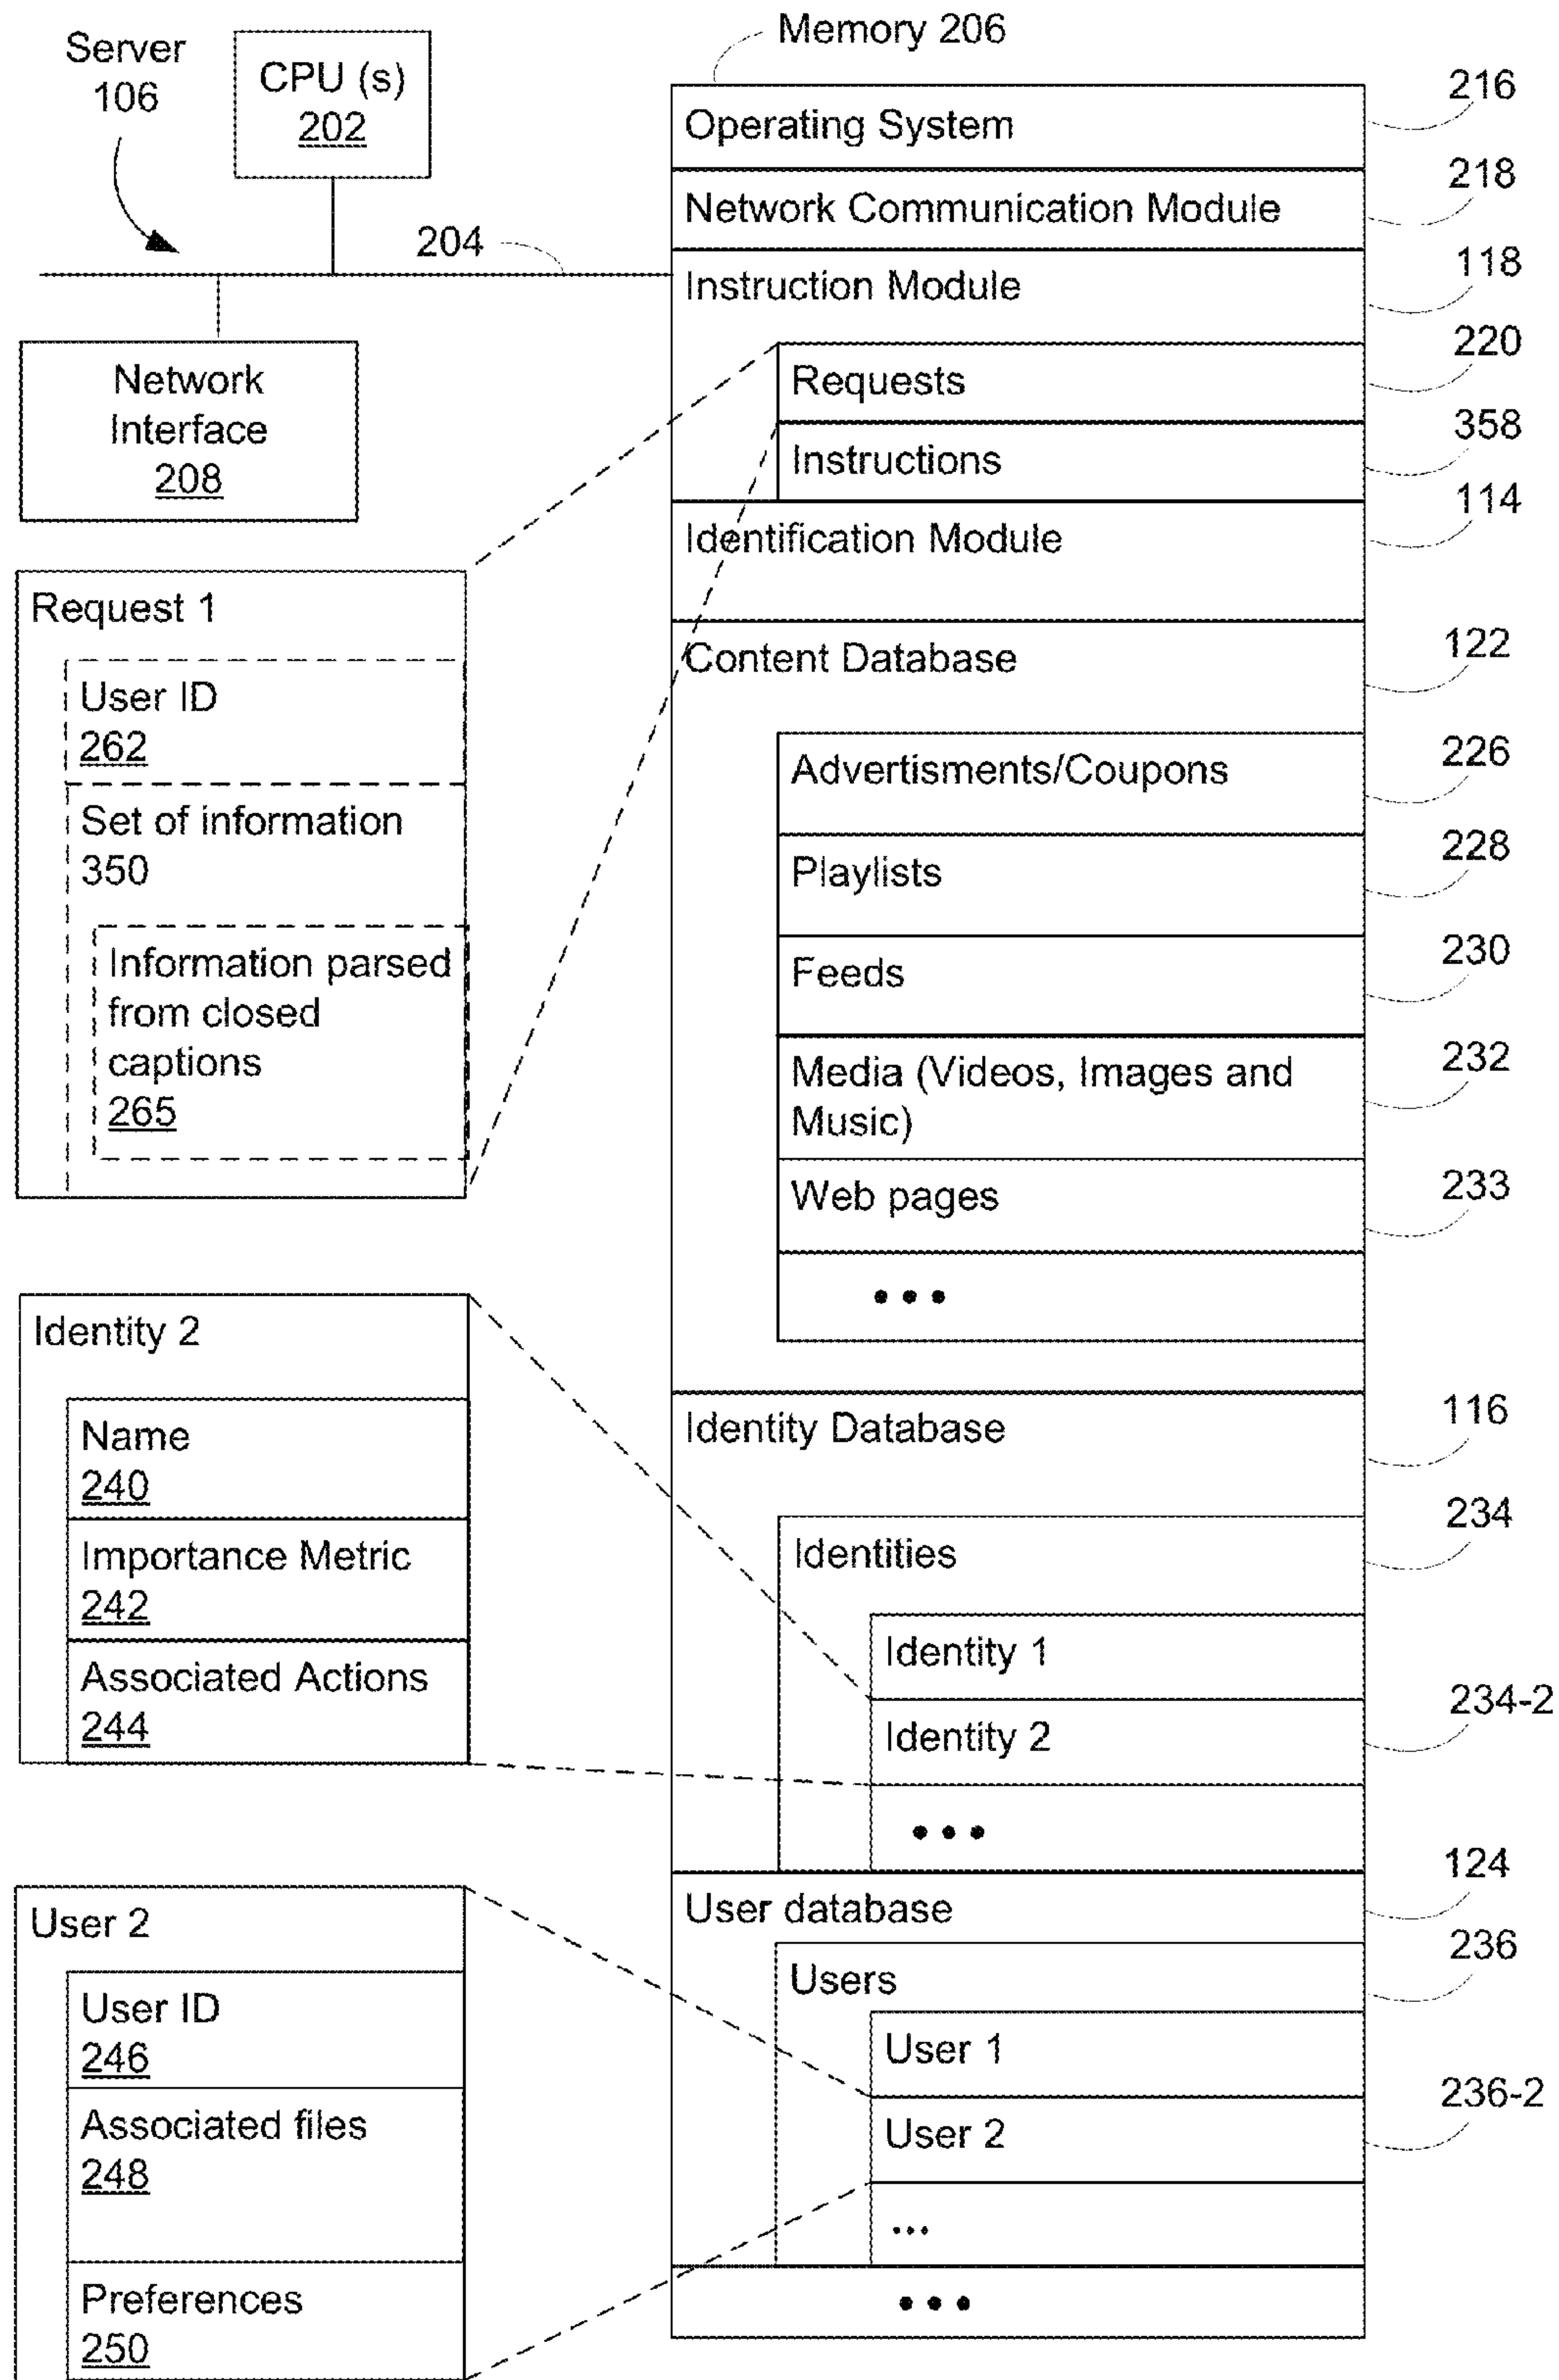 Server
106
CPU (s)
202
204
Network
Interface
208
Memory 206
Operating System
216
Network Communication Module
218
Instruction Module
118
Requests
220
Instructions
358
Identification Module
114
Content Database
122
Advertisments/Coupons
226
Playlists
228
Feeds
230
Media (Videos, Images and
Music)
232
Web pages
233
•••
Identity Database
116
Identities
234
Identity 1
Identity 2
234-2
•••
User database
124
Users
236
User 1
User 2
236-2
...
•••
Request 1
User ID
262
Set of information
350
Information parsed
from closed
captions
265
Identity 2
Name
240
Importance Metric
242
Associated Actions
244
User 2
User ID
246
Associated files
248
Preferences
250